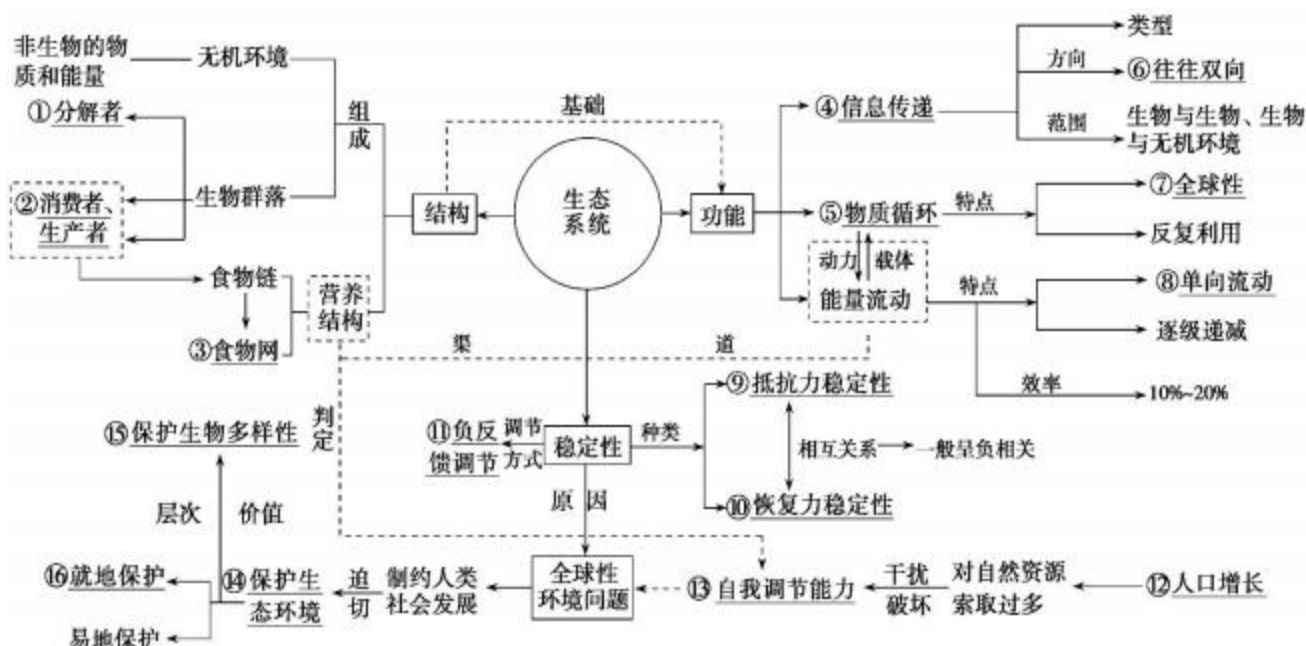 非生物的物
质和能量
无机环境
①分解者
组成
生物群落
②消费者、
生产者
食物链
③食物网
营养
结构
结构
基础
生态
系统
功能
④信息传递
类型
方向
⑥往往双向
范围
生物与生物、生物
与无机环境
⑤物质循环
特点
⑦全球性
反复利用
动力
载体
能量流动
特点
⑧单向流动
逐级递减
效率
10%~20%
渠道
判定
⑪负反
馈调节
调节
方式
稳定性
种类
⑨抵抗力稳定性
相互关系
一般呈负相关
⑩恢复力稳定性
原因
⑮保护生物多样性
层次
价值
⑯就地保护
易地保护
⑭保护生
态环境
迫切
制约人类
社会发展
全球性
环境问题
⑬自我调节能力
干扰
破坏
对自然资源
索取过多
⑫人口增长